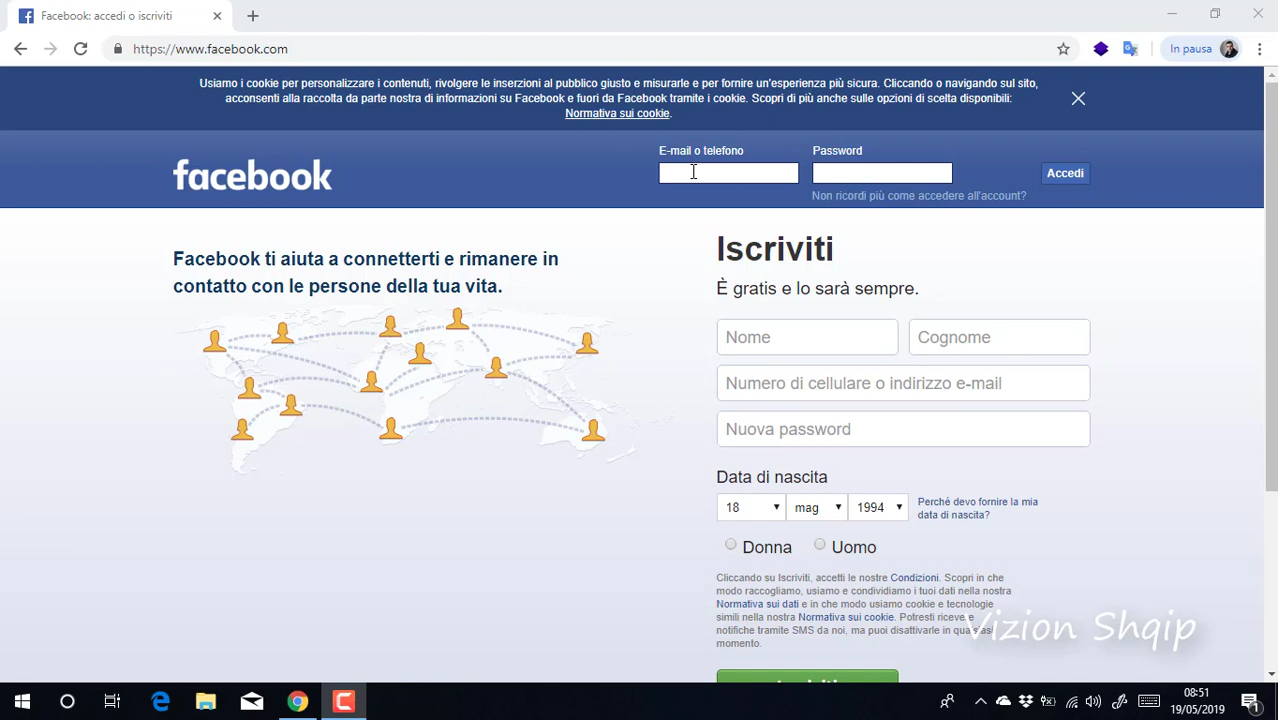 Facebook: accedi o iscriviti
https://www.facebook.com
In pausa
Usiamo i cookie per personalizzare i contenuti, rivolgere le inserzioni al pubblico giusto e misurarle e per fornire un'esperienza più sicura. Cliccando o navigando sul sito,
acconsenti alla raccolta da parte nostra di informazioni su Facebook e fuori da Facebook tramite i cookie. Scopri di più anche sulle opzioni di scelta disponibili:
Normativa sui cookie.
E-mail o telefono
Password
facebook
Accedi
Non ricordi più come accedere all'account?
Facebook ti aiuta a connetterti e rimanere in
contatto con le persone della tua vita.
Iscriviti
È gratis e lo sarà sempre.
Nome
Cognome
Numero di cellulare o indirizzo e-mail
Nuova password
Data di nascita
18
mag
1994
Perché devo fornire la mia
data di nascita?
Donna
Uomo
Cliccando su Iscriviti, accetti le nostre Condizioni. Scopri in che
modo raccogliamo, usiamo e condividiamo i tuoi dati nella nostra
Normativa sui dati e in che modo usiamo cookie e tecnologie
simili nella nostra Normativa sui cookie. Potresti ricevere
notifiche tramite SMS da noi, ma puoi disattivarle in qualsiasi
momento.
Vizion Shqip
08:51
19/05/2019
1